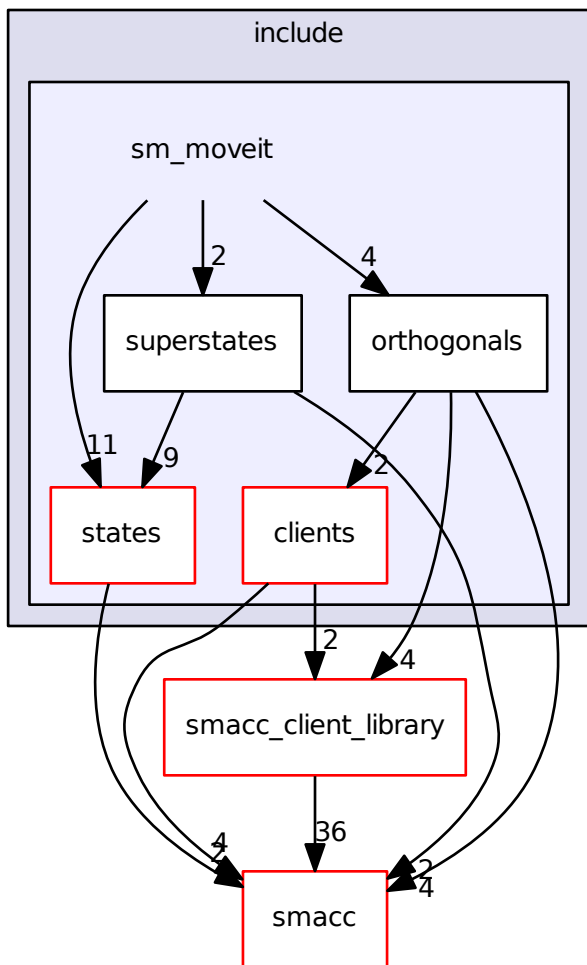 include
sm_moveit
2
4
superstates
orthogonals
11
9
2
states
clients
2
4
smacc_client_library
36
4
2
2
4
smacc